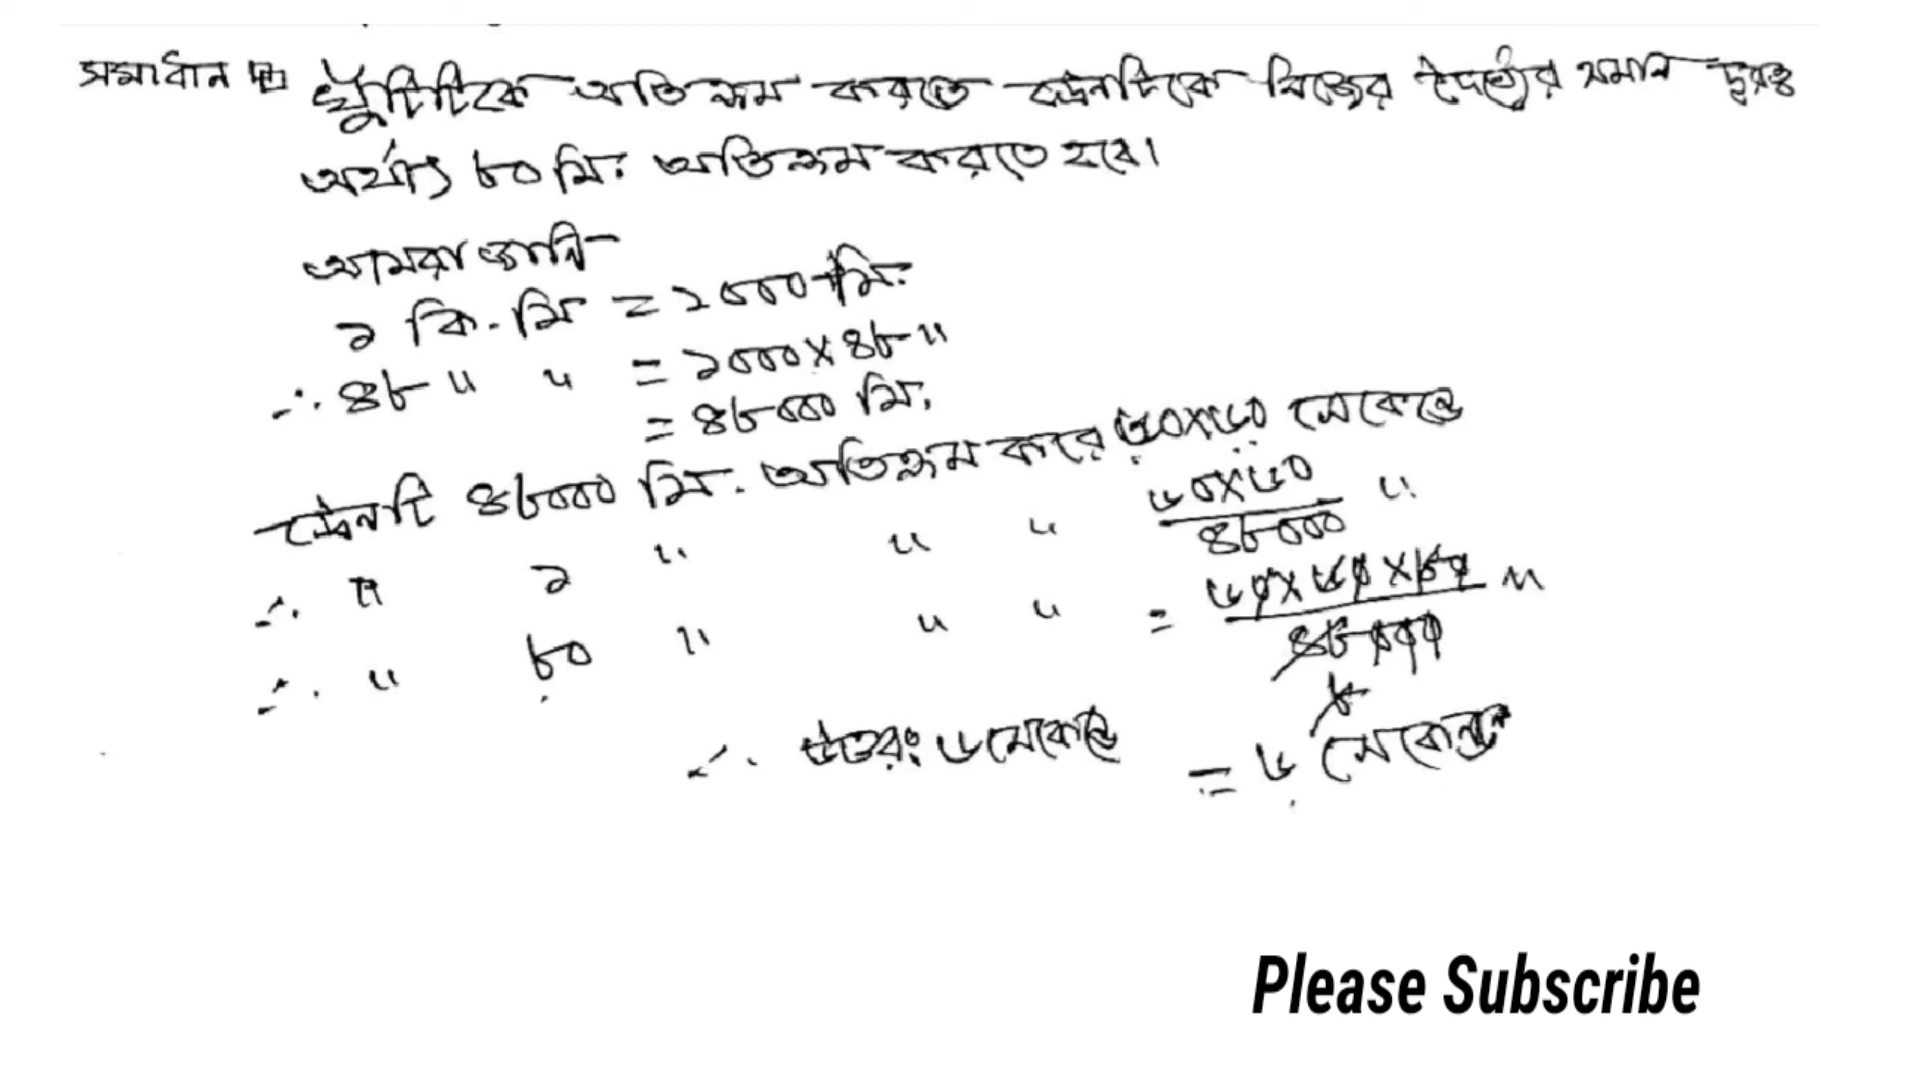 সমাধান খুঁটিটিকে অতিক্রম করতে ট্রেনটিকে নিজের দৈর্ঘ্যের সমান দূরত্ব
অর্থাৎ ৮০ মি. অতিক্রম করতে হবে।
আমরা জানি-
১ কি.মি = ১০০০ মি.
∴ ৪৮ " " = ১০০০×৪৮ "
= ৪৮০০০ মি.
ট্রেনটি ৪৮০০০ মি. অতিক্রম করে ৬০×৬০ সেকেন্ডে
∴ " ১ " " " ৬০×৬০/৪৮০০০ "
∴ " ৮০ " " " = ৬০×৬০×৮০/৪৮০০০ "
৮
= ৬ সেকেন্ড
∴ উত্তর: ৬ সেকেন্ডে
Please Subscribe